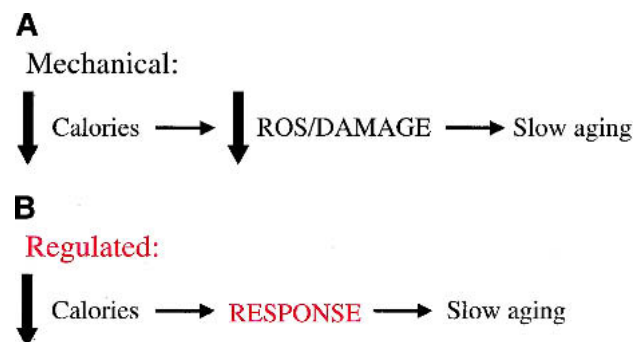 A
Mechanical:
Calories ROS/DAMAGE Slow aging
B
Regulated:
Calories RESPONSE Slow aging